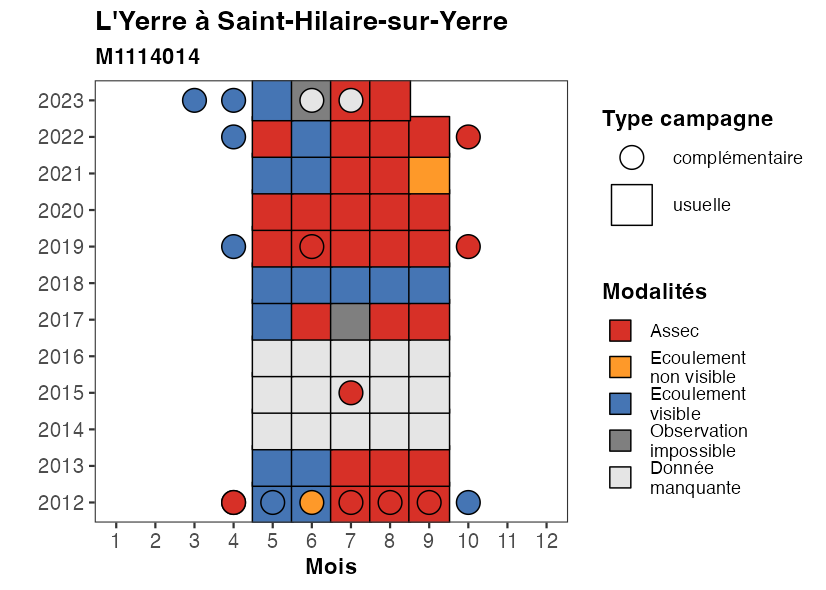 L'Yerre à Saint-Hilaire-sur-Yerre
M1114014
2023
2022
2021
2020
2019
2018
2017
2016
2015
2014
2013
2012
1 2 3 4 5 6 7 8 9 10 11 12
Mois
Type campagne
complémentaire
usuelle
Modalités
Assec
Ecoulement
non visible
Ecoulement
visible
Observation
impossible
Donnée
manquante